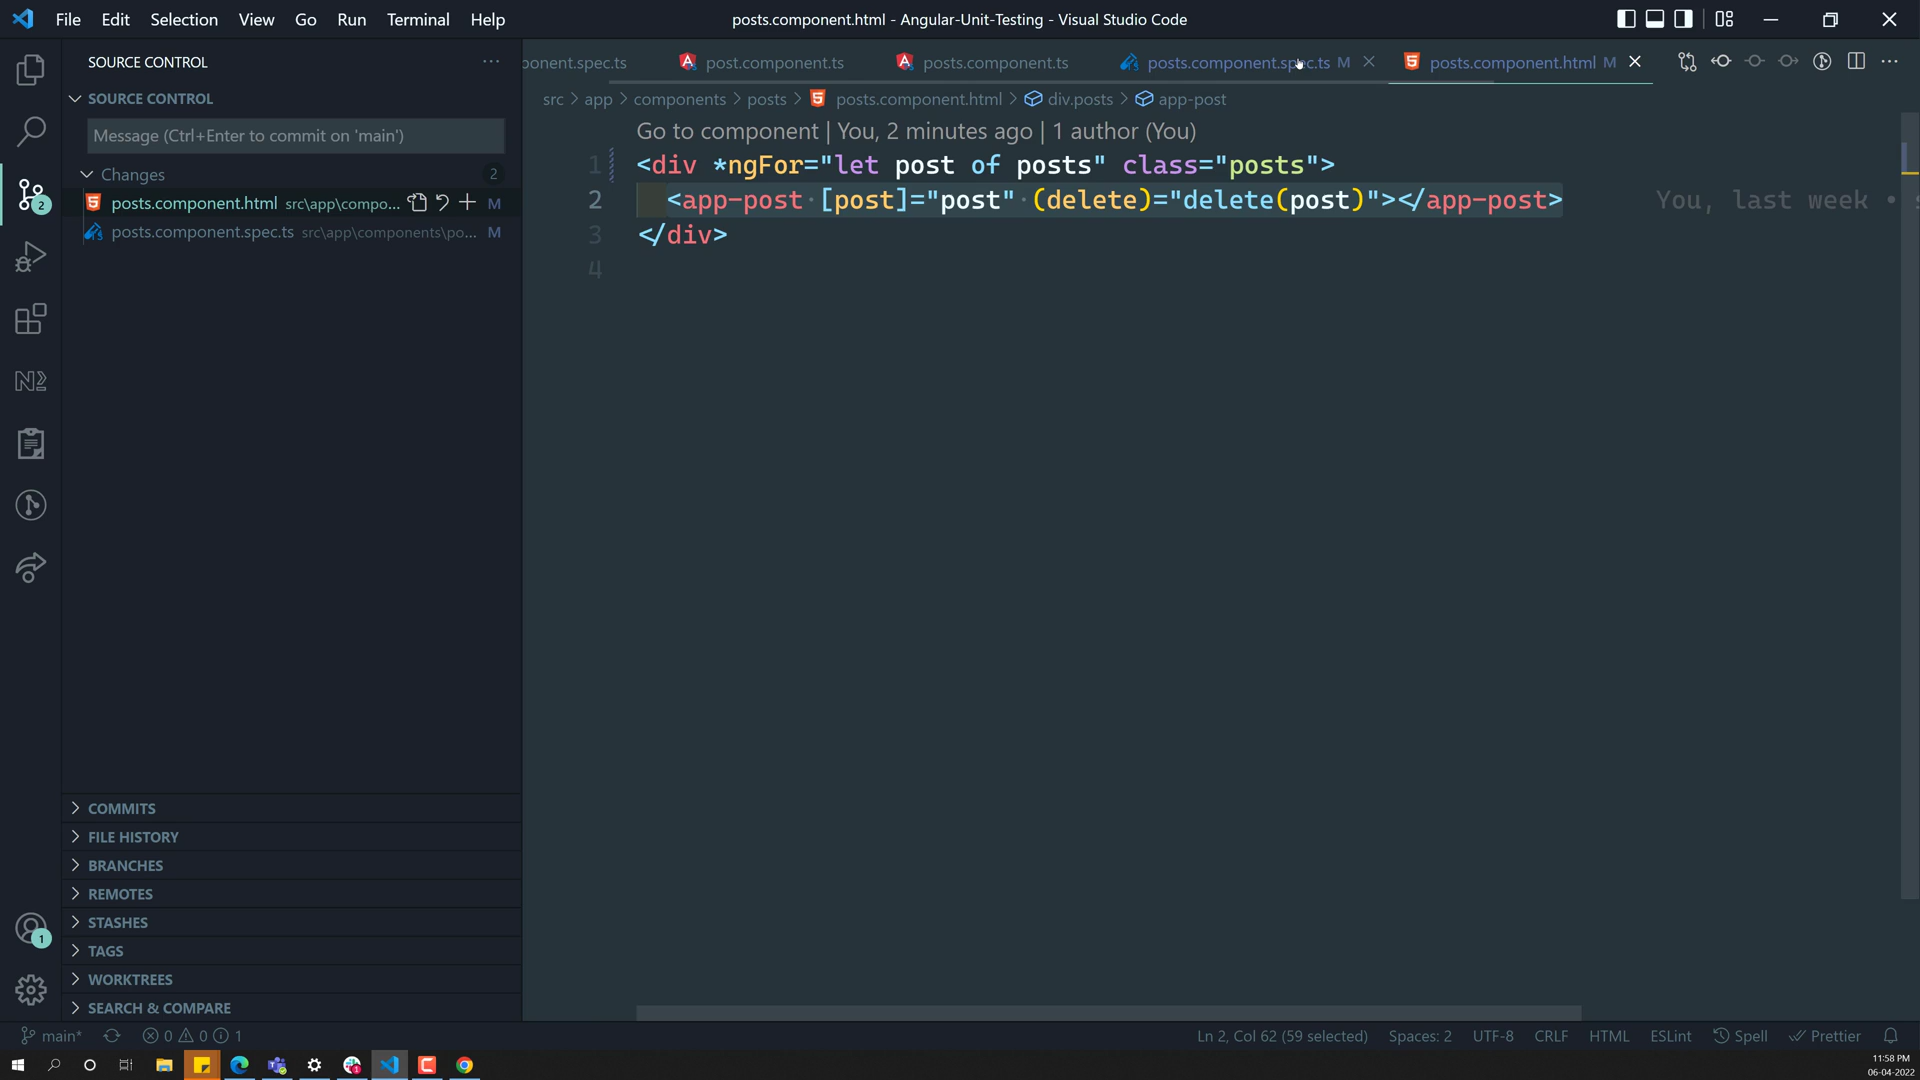 File Edit Selection View Go Run Terminal Help
posts.component.html - Angular-Unit-Testing - Visual Studio Code
SOURCE CONTROL
ponent.spec.ts
post.component.ts
posts.component.ts
posts.component.spec.ts M
posts.component.html M
SOURCE CONTROL
src > app > components > posts > posts.component.html > div.posts > app-post
Message (Ctrl+Enter to commit on 'main')
Go to component | You, 2 minutes ago | 1 author (You)
Changes 2
posts.component.html src\app\compo... M
posts.component.spec.ts src\app\components\po... M
1 <div *ngFor="let post of posts" class="posts">
2 <app-post [post]="post" (delete)="delete(post)"></app-post> You, last week •
3 </div>
4
2
1
COMMITS
FILE HISTORY
BRANCHES
REMOTES
STASHES
TAGS
WORKTREES
SEARCH & COMPARE
main* 0 0 1
Ln 2, Col 62 (59 selected) Spaces: 2 UTF-8 CRLF HTML ESLint Spell Prettier
11:58 PM
06-04-2022